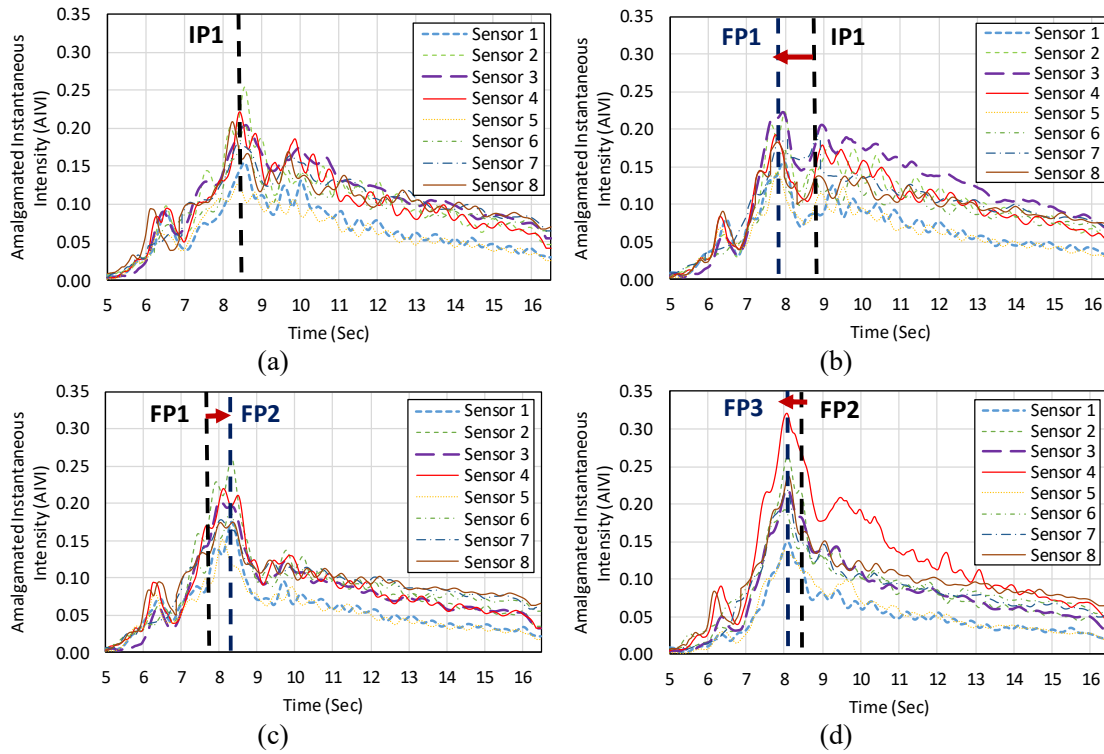 Amalgamated Instantaneous
Intensity (AIVI)
0.35
0.30
0.25
0.20
0.15
0.10
0.05
0.00
IP1
Sensor 1
Sensor 2
Sensor 3
Sensor 4
Sensor 5
Sensor 6
Sensor 7
Sensor 8
5 6 7 8 9 10 11 12 13 14 15 16
Time (Sec)
(a)
Amalgamated Instantaneous
Intensity (AIVI)
0.35
0.30
0.25
0.20
0.15
0.10
0.05
0.00
FP1 IP1
Sensor 1
Sensor 2
Sensor 3
Sensor 4
Sensor 5
Sensor 6
Sensor 7
Sensor 8
5 6 7 8 9 10 11 12 13 14 15 16
Time (Sec)
(b)
Amalgamated Instantaneous
Intensity (AIVI)
0.35
0.30
0.25
0.20
0.15
0.10
0.05
0.00
FP1 FP2
Sensor 1
Sensor 2
Sensor 3
Sensor 4
Sensor 5
Sensor 6
Sensor 7
Sensor 8
5 6 7 8 9 10 11 12 13 14 15 16
Time (Sec)
(c)
Amalgamated Instantaneous
Intensity (AIVI)
0.35
0.30
0.25
0.20
0.15
0.10
0.05
0.00
FP3 FP2
Sensor 1
Sensor 2
Sensor 3
Sensor 4
Sensor 5
Sensor 6
Sensor 7
Sensor 8
5 6 7 8 9 10 11 12 13 14 15 16
Time (Sec)
(d)